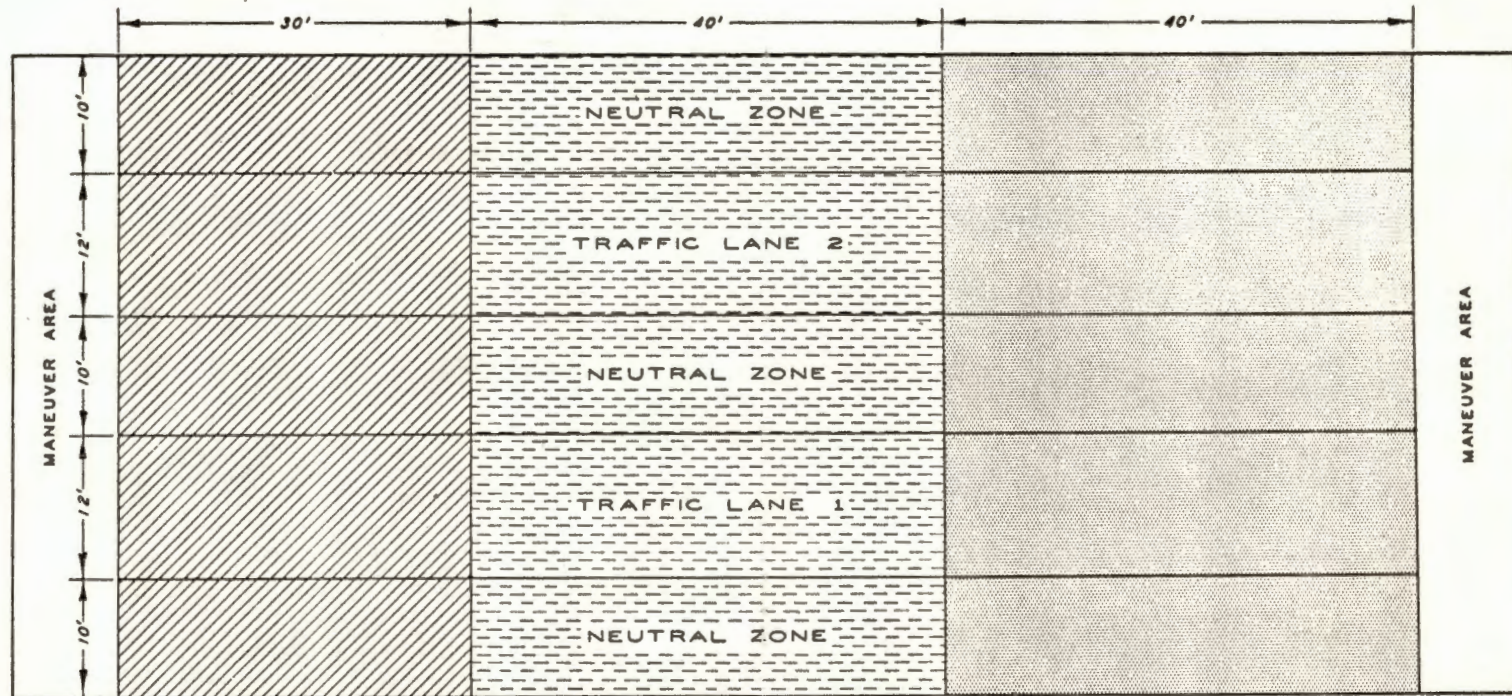 30' 40' 40'
10'
NEUTRAL ZONE
12'
TRAFFIC LANE 2
MANEUVER AREA
10'
NEUTRAL ZONE
MANEUVER AREA
12'
TRAFFIC LANE 1
10'
NEUTRAL ZONE